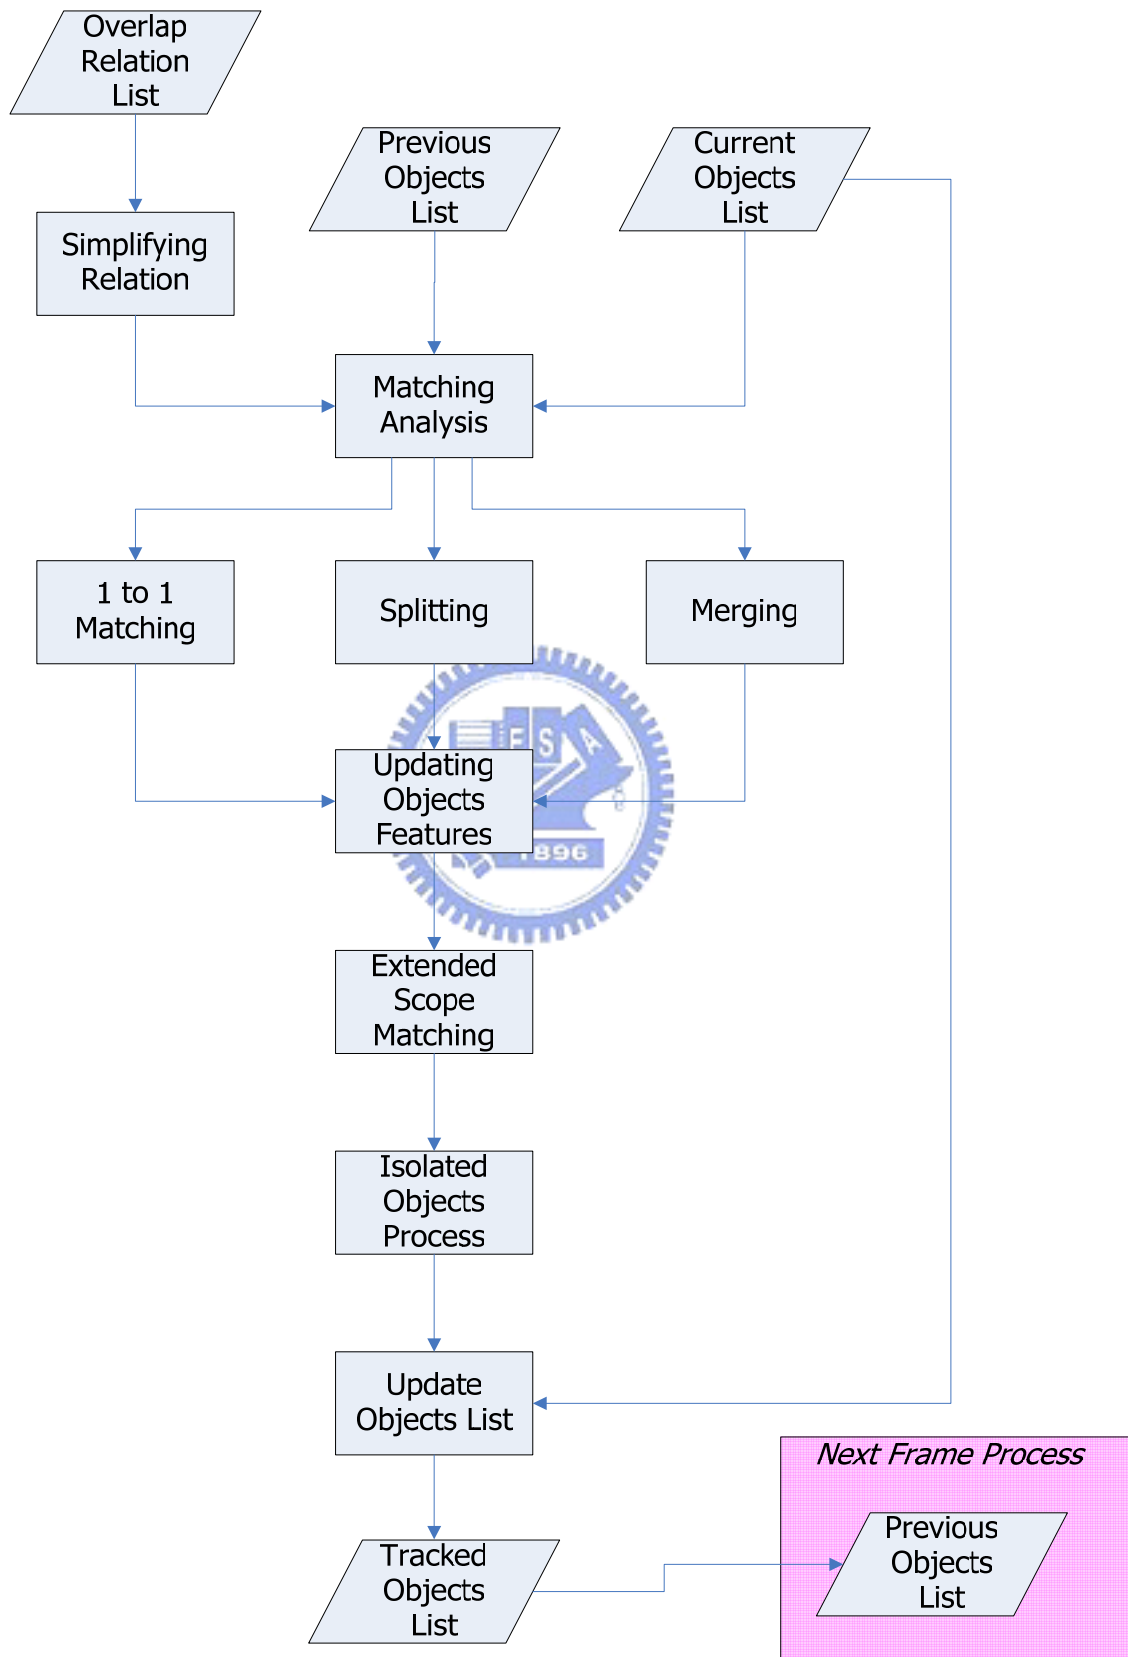 Overlap
Relation
List
Previous
Objects
List
Current
Objects
List
Simplifying
Relation
Matching
Analysis
1 to 1
Matching
Splitting
Merging
E S A
Updating
Objects
Features
1896
Extended
Scope
Matching
Isolated
Objects
Process
Update
Objects List
Next Frame Process
Previous
Objects
List
Tracked
Objects
List